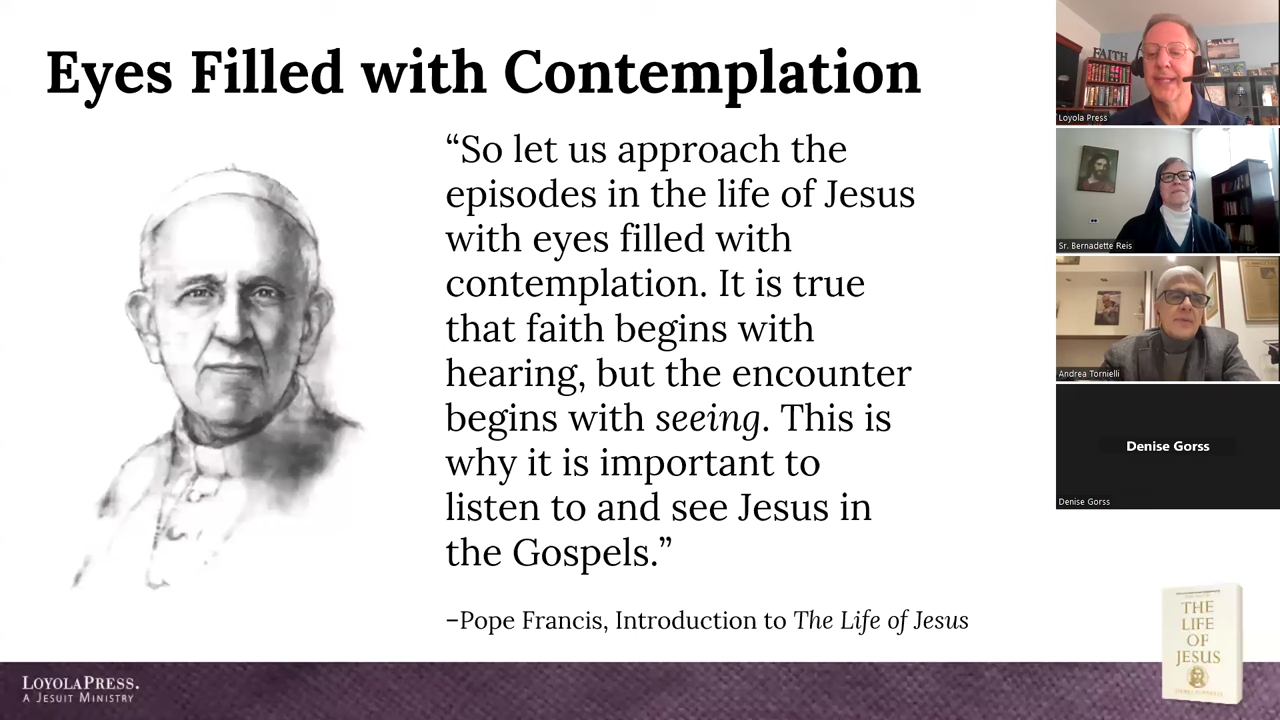 Eyes Filled with Contemplation
“So let us approach the
episodes in the life of Jesus
with eyes filled with
contemplation. It is true
that faith begins with
hearing, but the encounter
begins with seeing. This is
why it is important to
listen to and see Jesus in
the Gospels.”
–Pope Francis, Introduction to The Life of Jesus
LOYOLAPRESS.
A JESUIT MINISTRY
FAITH
Loyola Press
Sr. Bernadette Reis
Andrea Tornielli
Denise Gorss
Denise Gorss
THE
LIFE
OF
JESUS